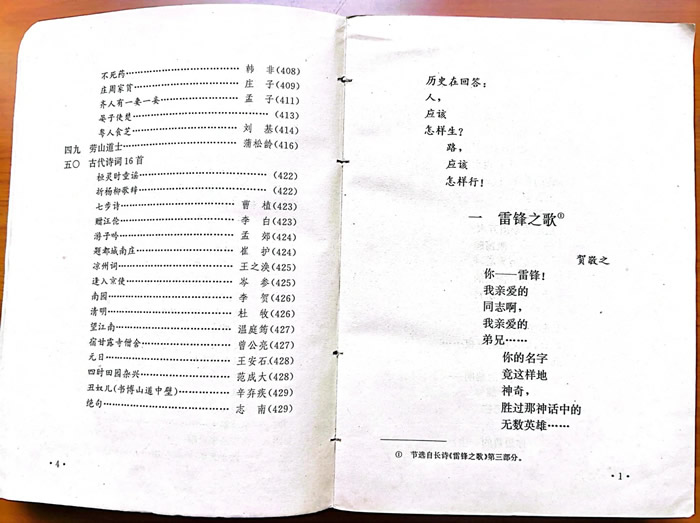 不死药……………………韩　非(408)
庄周家贫…………………庄　子(409)
齐人有一妻一妾…………孟　子(411)
晏子使楚……………………(413)
粤人食芝…………………刘　基(414)
四九　劳山道士…………………蒲松龄(416)
五〇　古代诗词16首
桓灵时童谣…………………(422)
折杨柳歌辞…………………(422)
七步诗……………………曹　植(423)
赠汪伦……………………李　白(423)
游子吟……………………孟　郊(424)
题都城南庄………………崔　护(424)
凉州词……………………王之涣(425)
逢入京使…………………岑　参(425)
南园………………………李　贺(426)
清明………………………杜　牧(426)
望江南……………………温庭筠(427)
宿甘露寺僧舍……………曾公亮(427)
元日………………………王安石(428)
四时田园杂兴……………范成大(428)
丑奴儿(书博山道中壁)……辛弃疾(429)
绝句………………………志　南(429)
·4·
历史在回答：
人，
应该
怎样生？
路，
应该
怎样行！
一　雷锋之歌①
贺敬之
你——雷锋！
我亲爱的
同志啊，
我亲爱的
弟兄……
你的名字
竟这样地
神奇，
胜过那神话中的
无数英雄……
①　节选自长诗《雷锋之歌》第三部分。
·1·